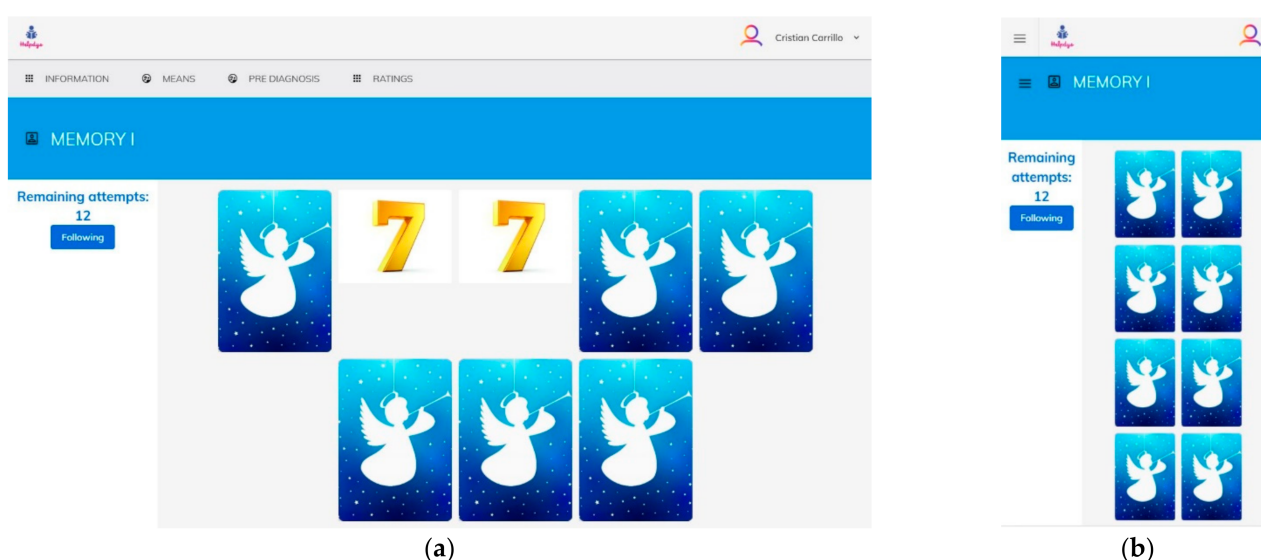 Helpdys
Cristian Carrillo
INFORMATION MEANS PRE DIAGNOSIS RATINGS
MEMORY I
Remaining attempts:
12
Following
7 7
(a)
MEMORY I
Remaining
attempts:
12
Following
(b)